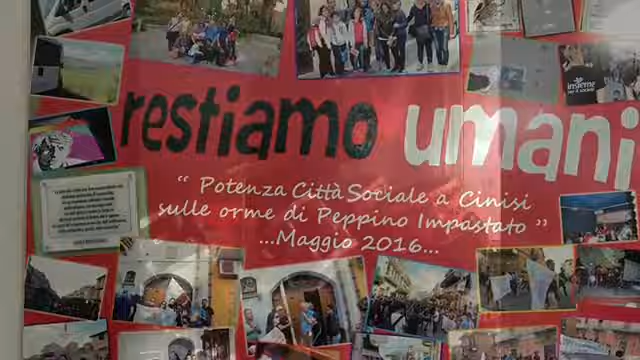 insieme
restiamo umani
“ Potenza Città Sociale a Cinisi
sulle orme di Peppino Impastato ”
...Maggio 2016...